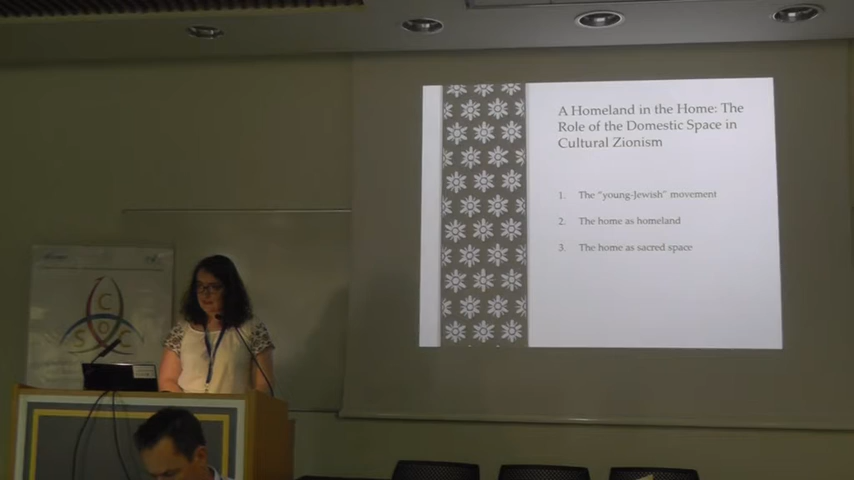 A Homeland in the Home: The
Role of the Domestic Space in
Cultural Zionism
1. The "young-Jewish" movement
2. The home as homeland
3. The home as sacred space
C
O
S C